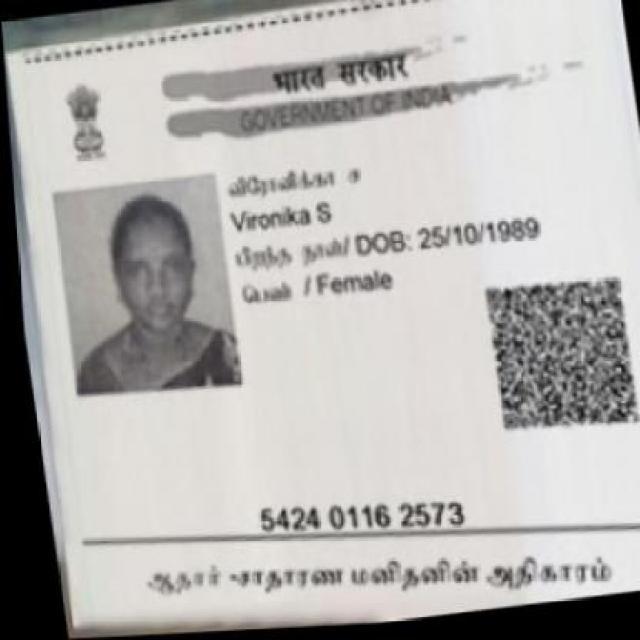 भारत सरकार
GOVERNMENT OF INDIA
Vironika S
பிறந்த நாள்/ DOB: 25/10/1989
பெண் / Female
5424 0116 2573
ஆதார் - சாதாரண மனிதனின் அதிகாரம்